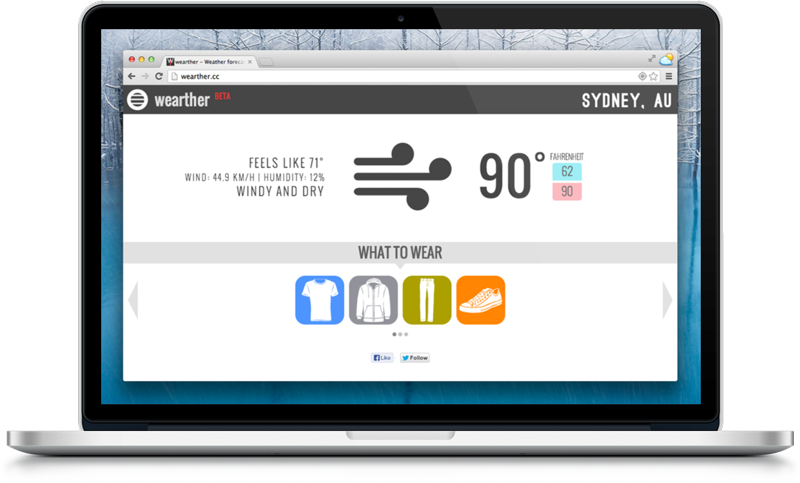 wearther – Weather foreca
wearther.cc
wearther BETA
SYDNEY, AU
FEELS LIKE 71°
WIND: 44.9 KM/H | HUMIDITY: 12%
WINDY AND DRY
90°
FAHRENHEIT
62
90
WHAT TO WEAR
Like
Follow